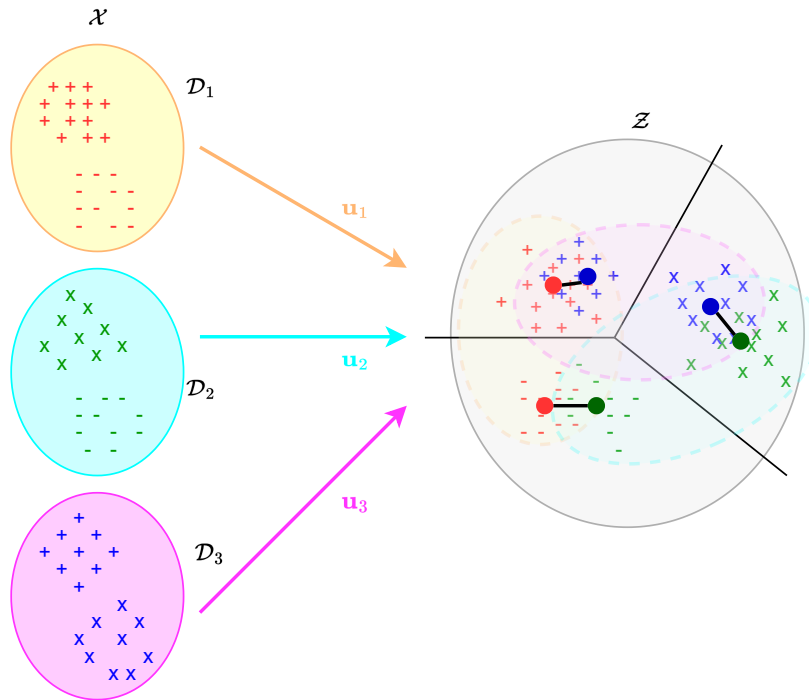 𝒳
𝒟₁
𝐮₁
𝒵
𝐮₂
𝒟₂
𝒟₃
𝐮₃